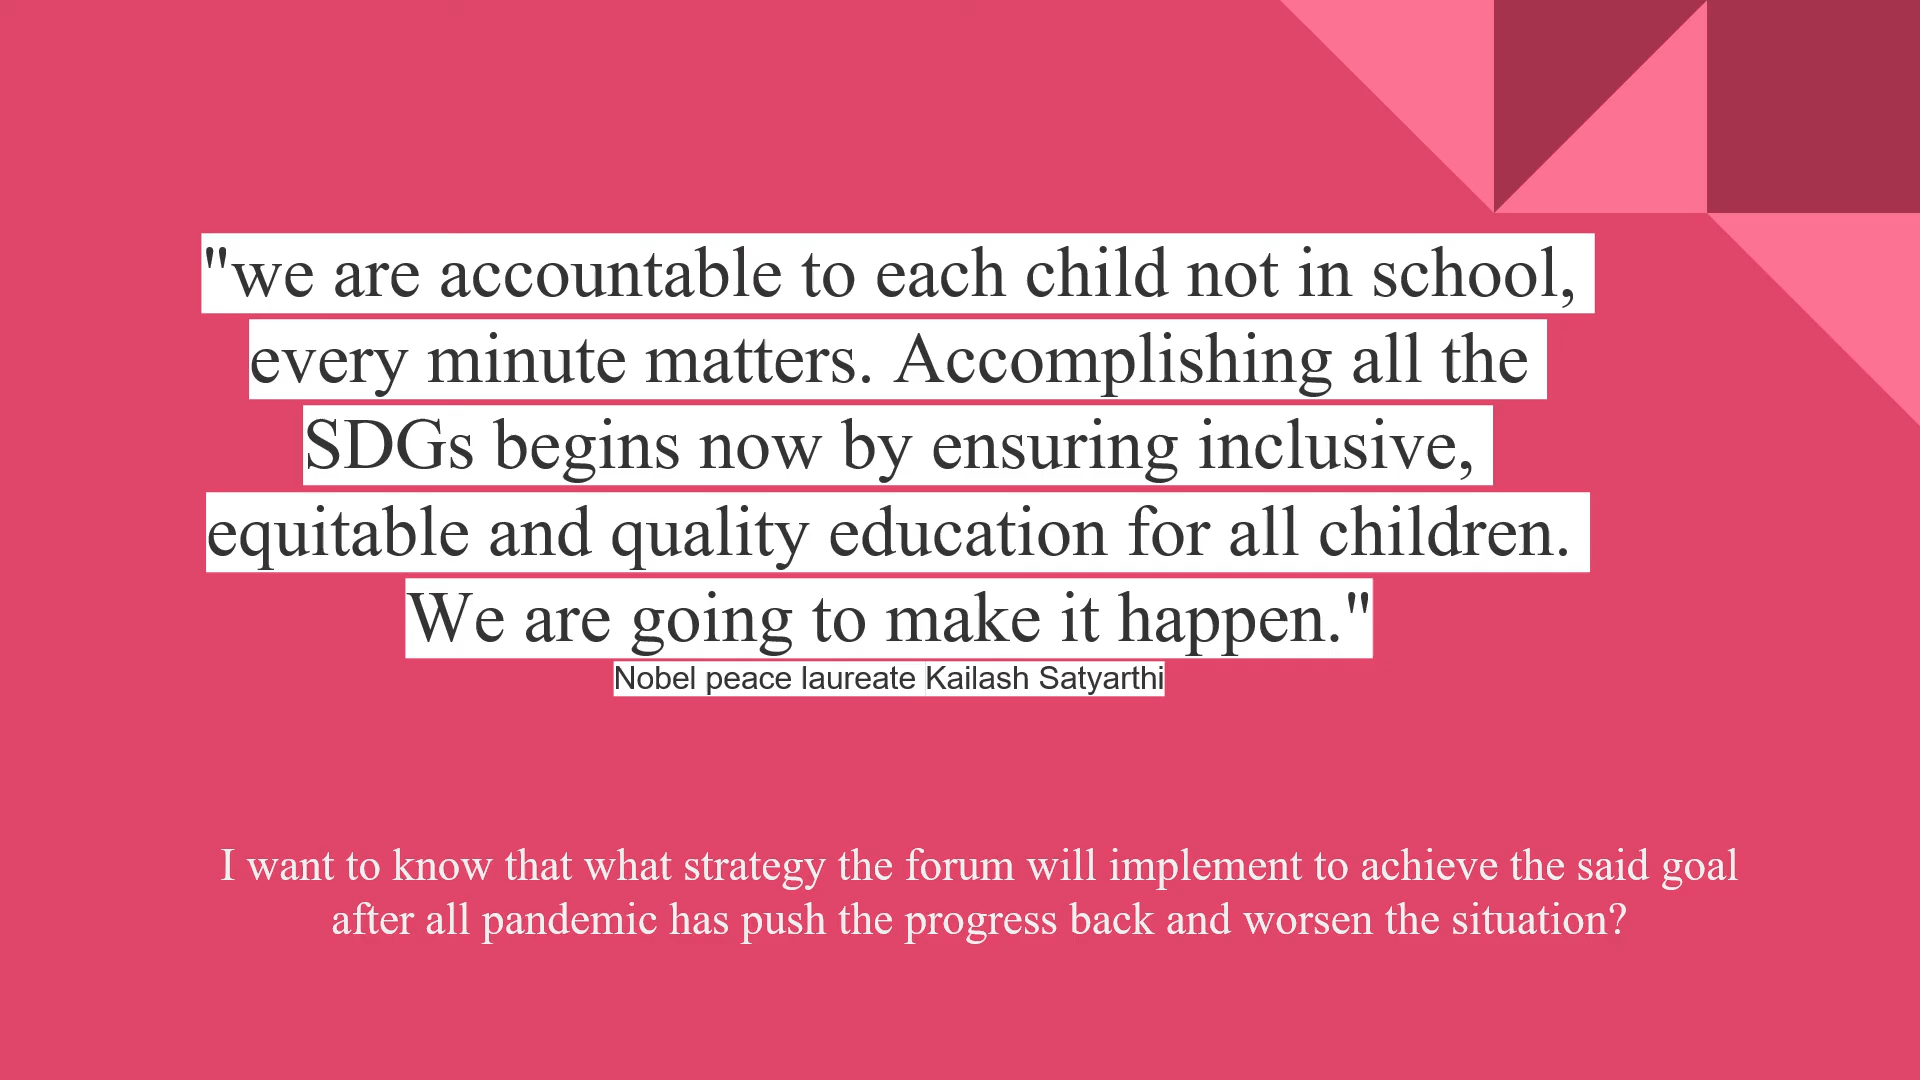 "we are accountable to each child not in school,
every minute matters. Accomplishing all the
SDGs begins now by ensuring inclusive,
equitable and quality education for all children.
We are going to make it happen."
Nobel peace laureate Kailash Satyarthi
I want to know that what strategy the forum will implement to achieve the said goal
after all pandemic has push the progress back and worsen the situation?